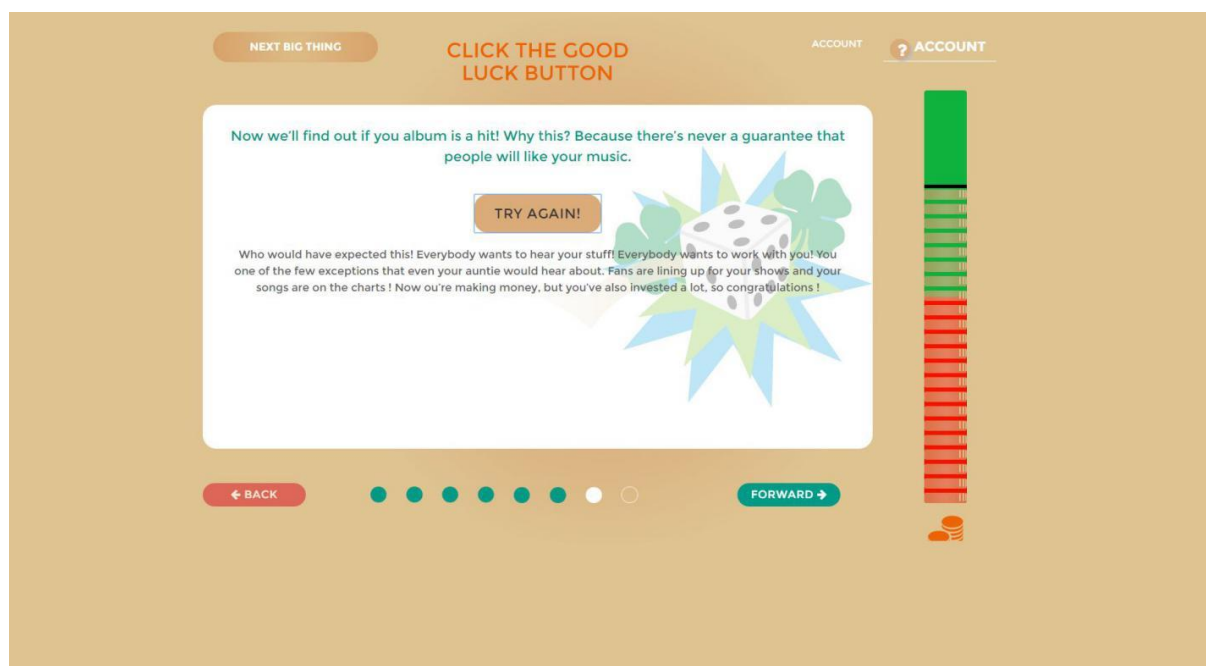 NEXT BIG THING
CLICK THE GOOD
LUCK BUTTON
ACCOUNT
? ACCOUNT
Now we'll find out if you album is a hit! Why this? Because there's never a guarantee that
people will like your music.
TRY AGAIN!
Who would have expected this! Everybody wants to hear your stuff! Everybody wants to work with you! You
one of the few exceptions that even your auntie would hear about. Fans are lining up for your shows and your
songs are on the charts ! Now ou're making money, but you've also invested a lot, so congratulations !
BACK
FORWARD